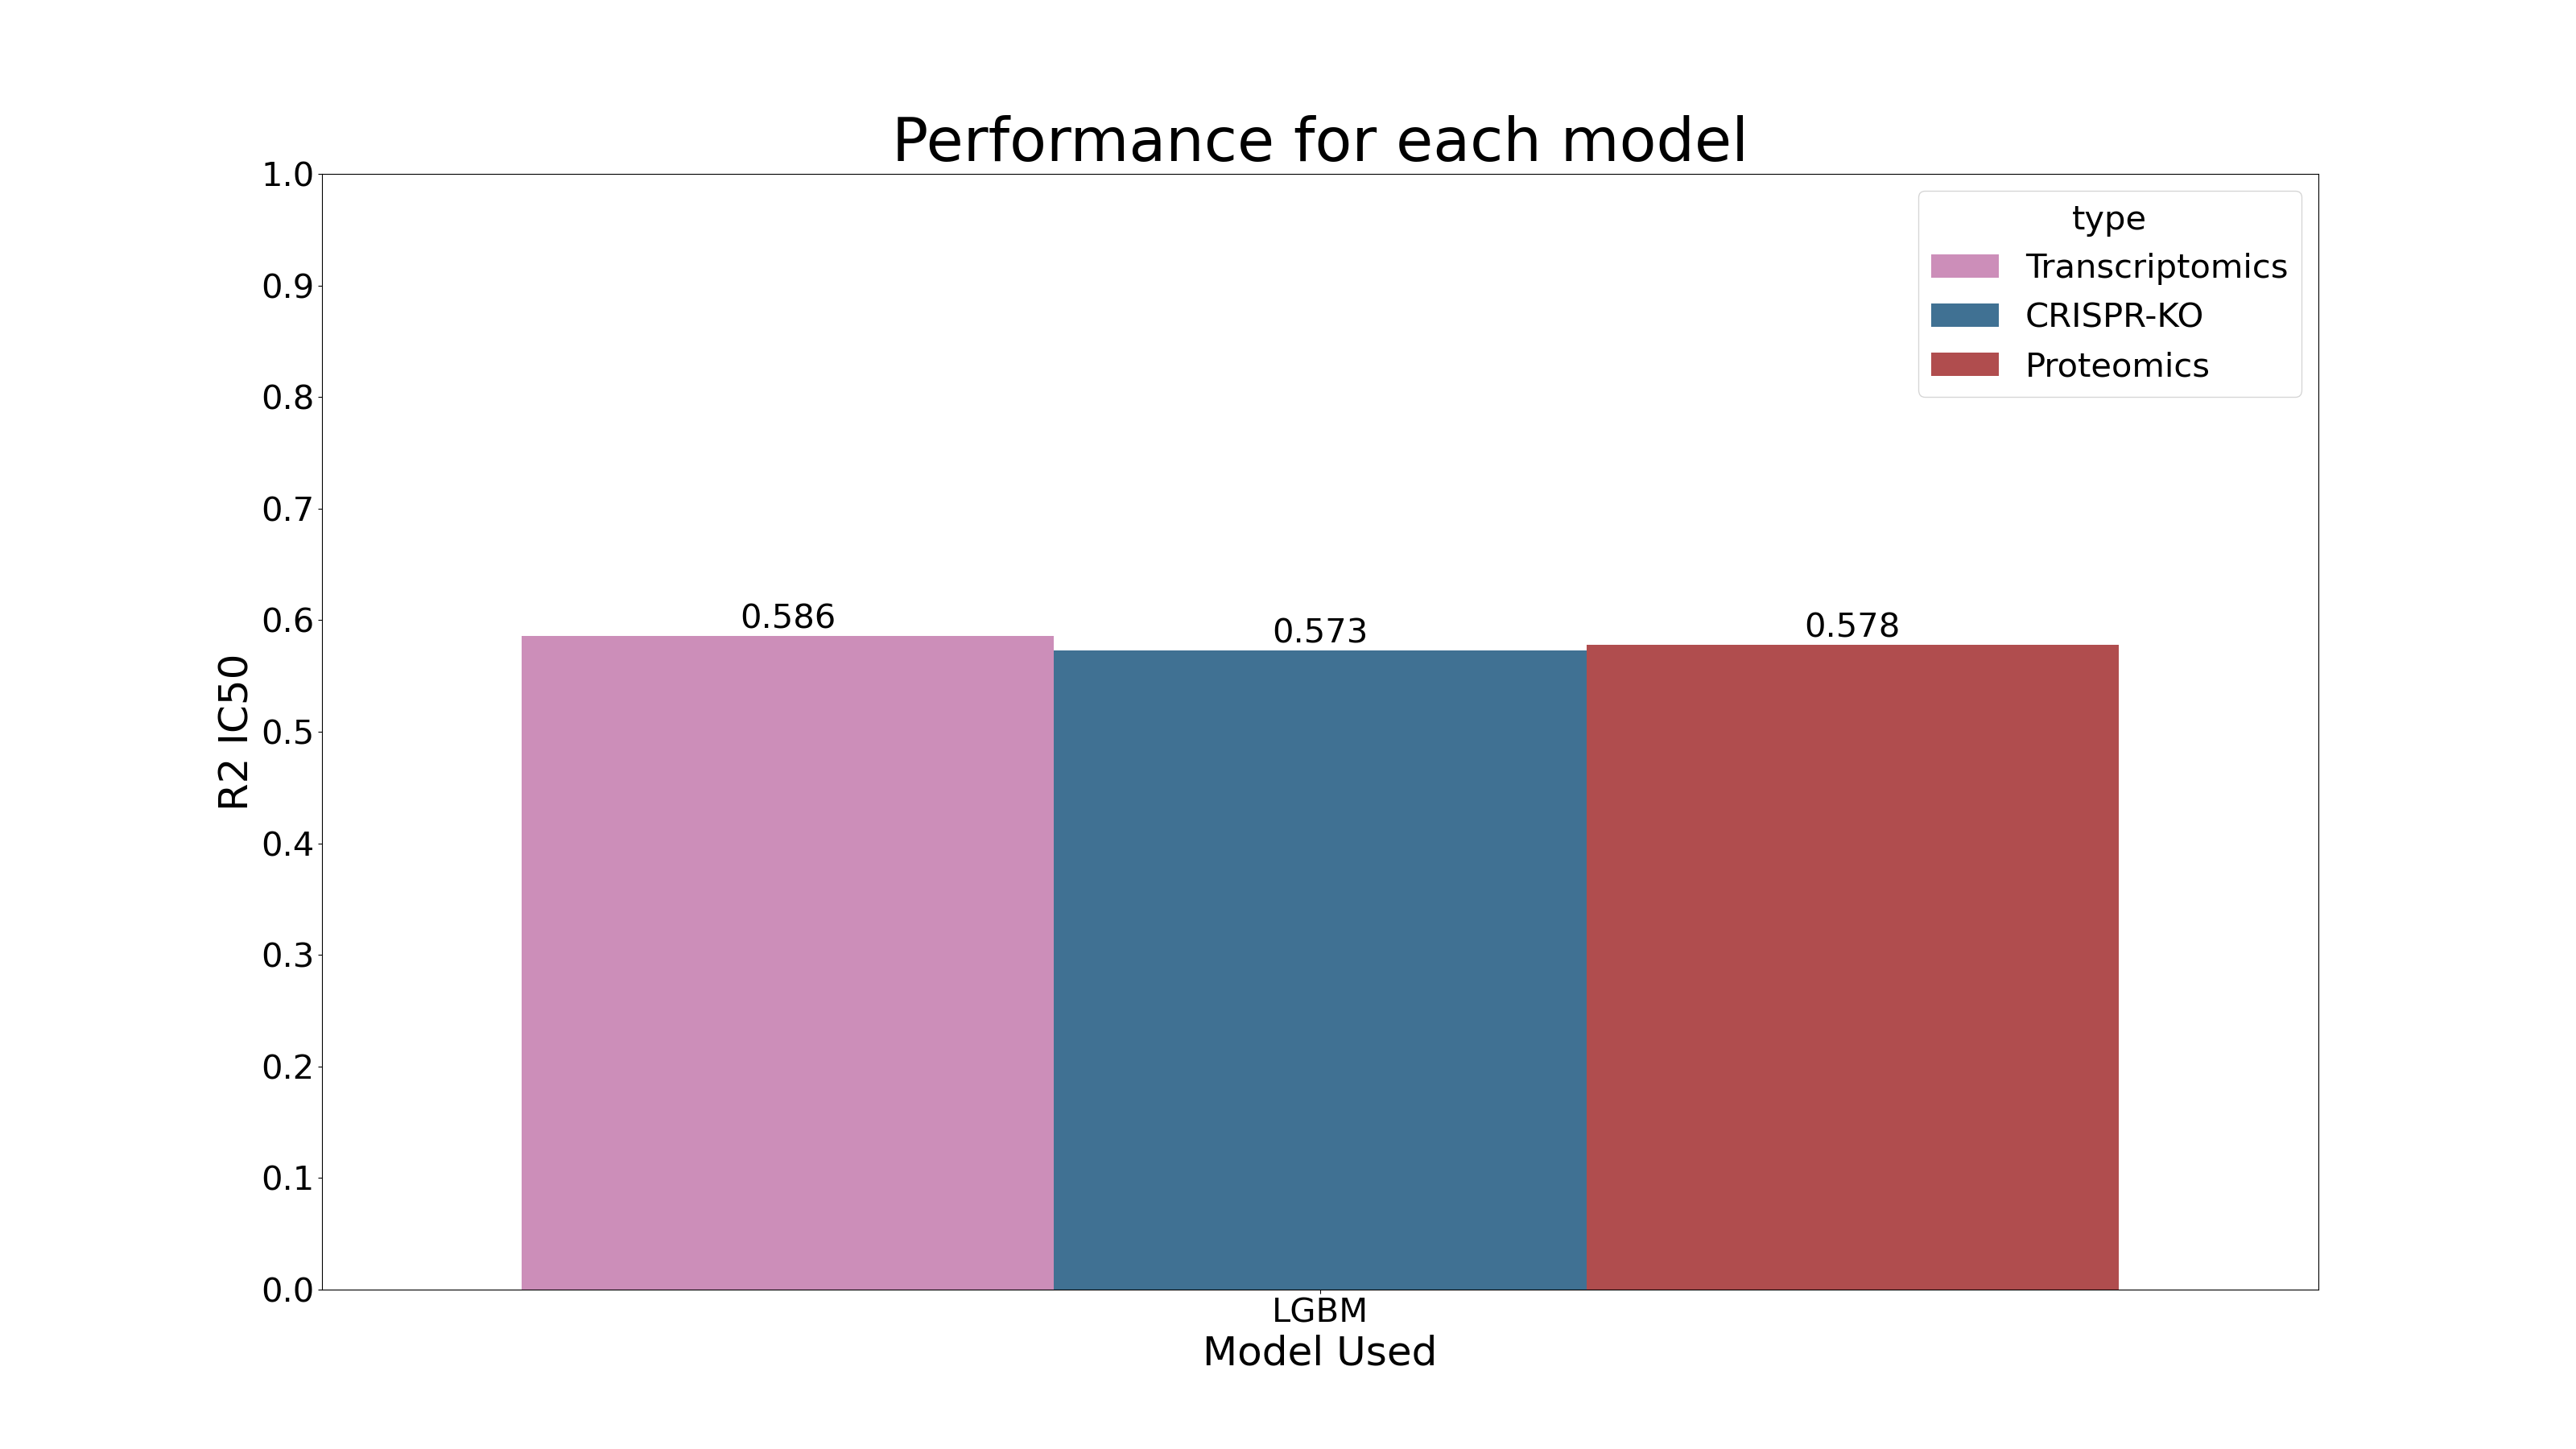 Performance for each model
1.0
0.9
0.8
0.7
0.6
0.5
0.4
0.3
0.2
0.1
0.0
R2 IC50
type
Transcriptomics
CRISPR-KO
Proteomics
0.586
0.573
0.578
LGBM
Model Used